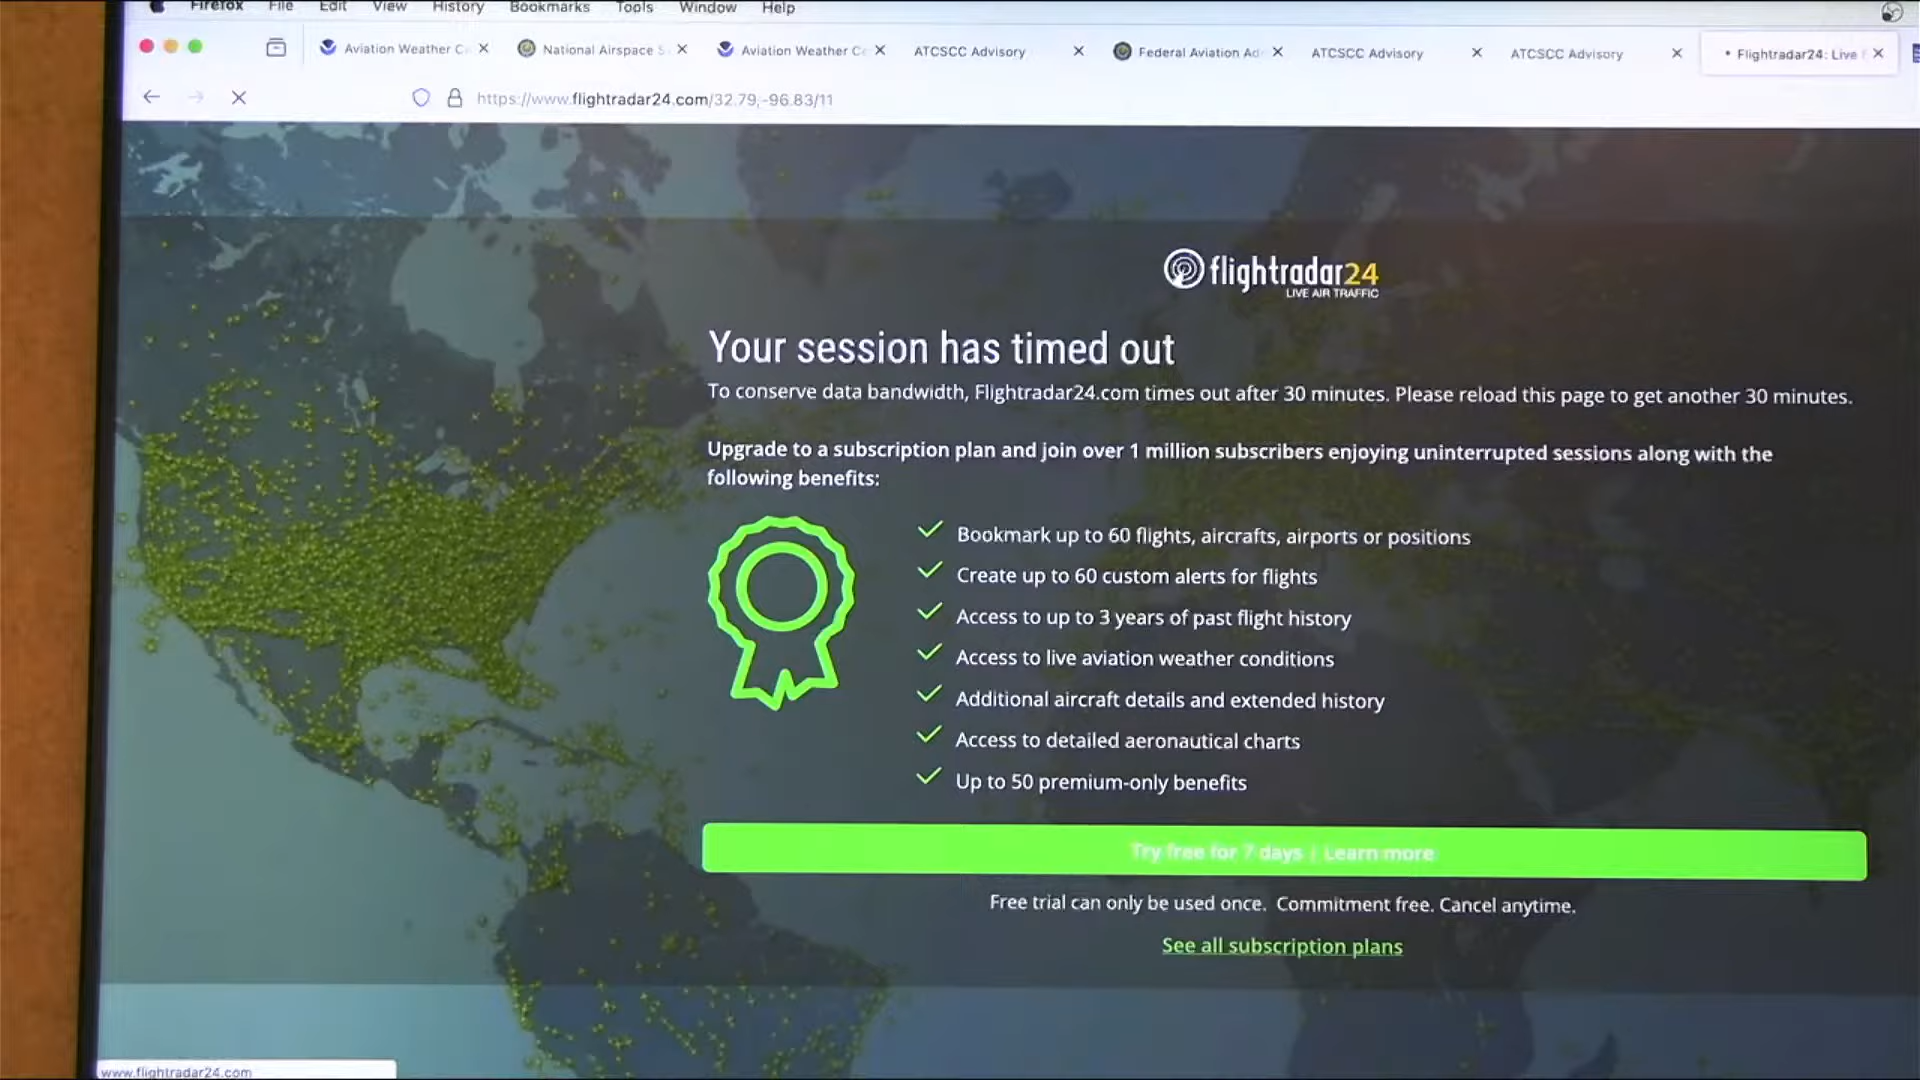 Firefox File Edit View History Bookmarks Tools Window Help
Aviation Weather C
National Airspace S
Aviation Weather Ce
ATCSCC Advisory
Federal Aviation Ad
ATCSCC Advisory
ATCSCC Advisory
Flightradar24: Live F
https://www.flightradar24.com/32.79,-96.83/11
flightradar24
LIVE AIR TRAFFIC
Your session has timed out
To conserve data bandwidth, Flightradar24.com times out after 30 minutes. Please reload this page to get another 30 minutes.
Upgrade to a subscription plan and join over 1 million subscribers enjoying uninterrupted sessions along with the
following benefits:
Bookmark up to 60 flights, aircrafts, airports or positions
Create up to 60 custom alerts for flights
Access to up to 3 years of past flight history
Access to live aviation weather conditions
Additional aircraft details and extended history
Access to detailed aeronautical charts
Up to 50 premium-only benefits
Try free for 7 days | Learn more
Free trial can only be used once. Commitment free. Cancel anytime.
See all subscription plans
www.flightradar24.com